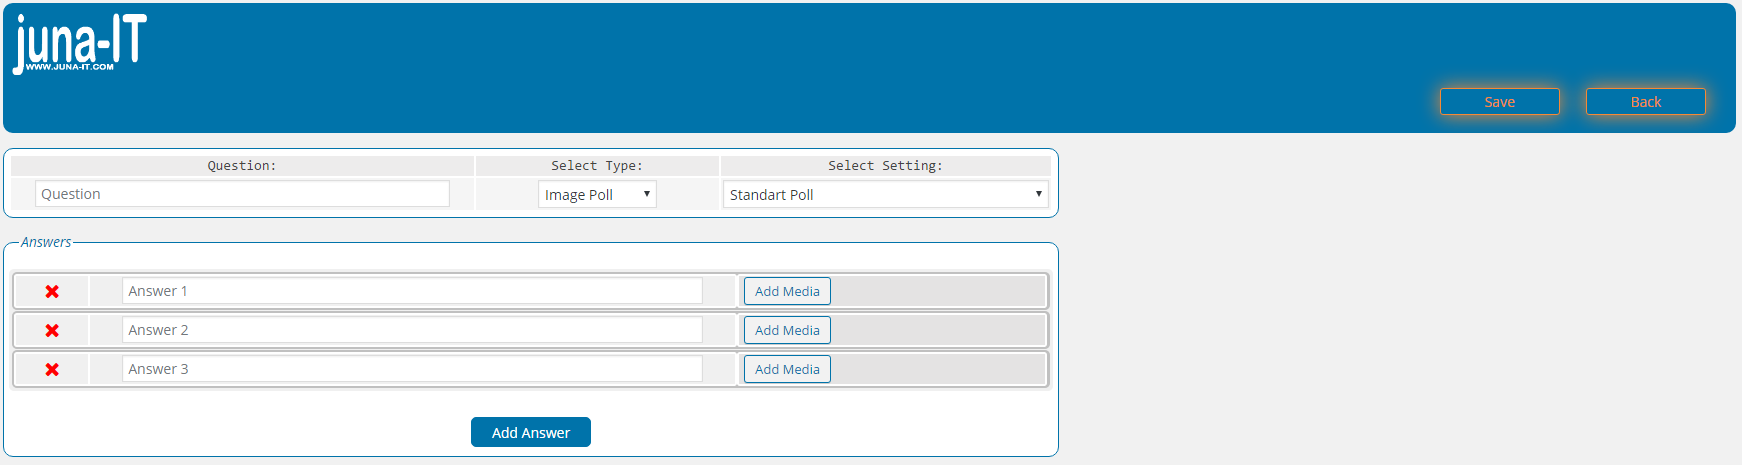 juna-IT
WWW.JUNA-IT.COM
Save Back
Question: Select Type: Select Setting:
Question Image Poll Standart Poll
Answers
Answer 1 Add Media
Answer 2 Add Media
Answer 3 Add Media
Add Answer